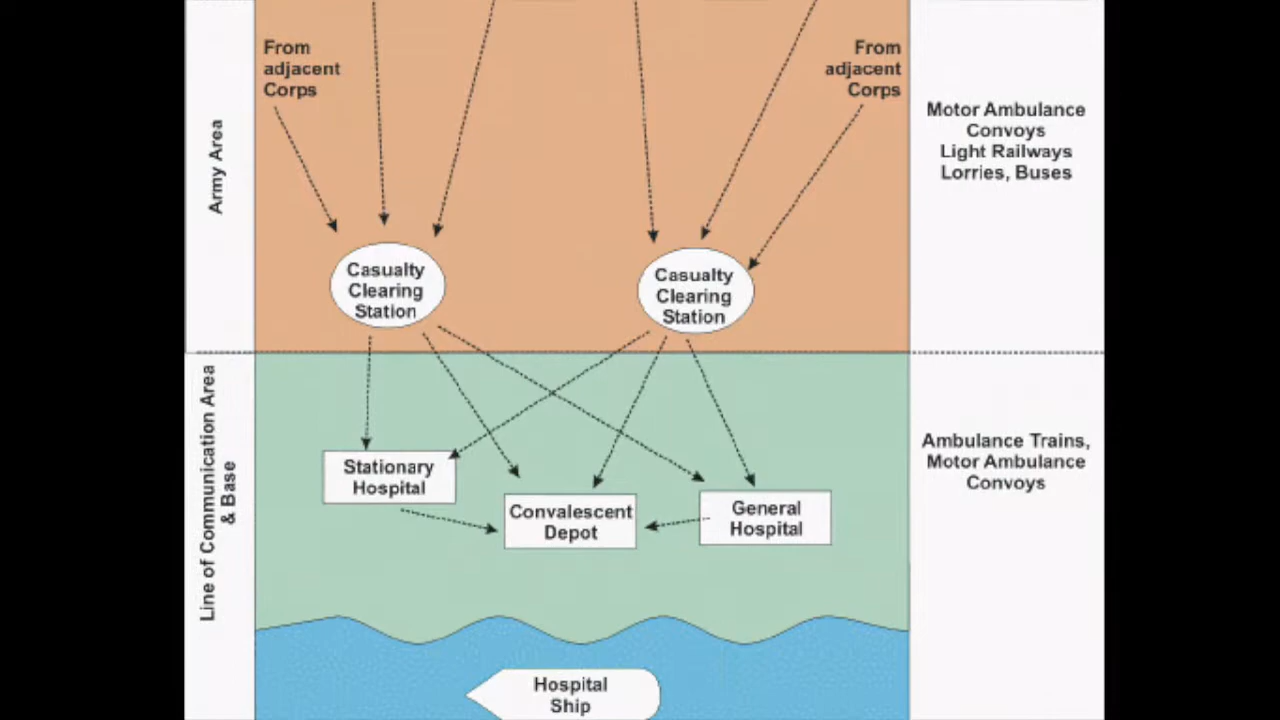 From
adjacent
Corps
From
adjacent
Corps
Army Area
Motor Ambulance
Convoys
Light Railways
Lorries, Buses
Casualty
Clearing
Station
Casualty
Clearing
Station
Line of Communication Area
& Base
Ambulance Trains,
Motor Ambulance
Convoys
Stationary
Hospital
Convalescent
Depot
General
Hospital
Hospital
Ship